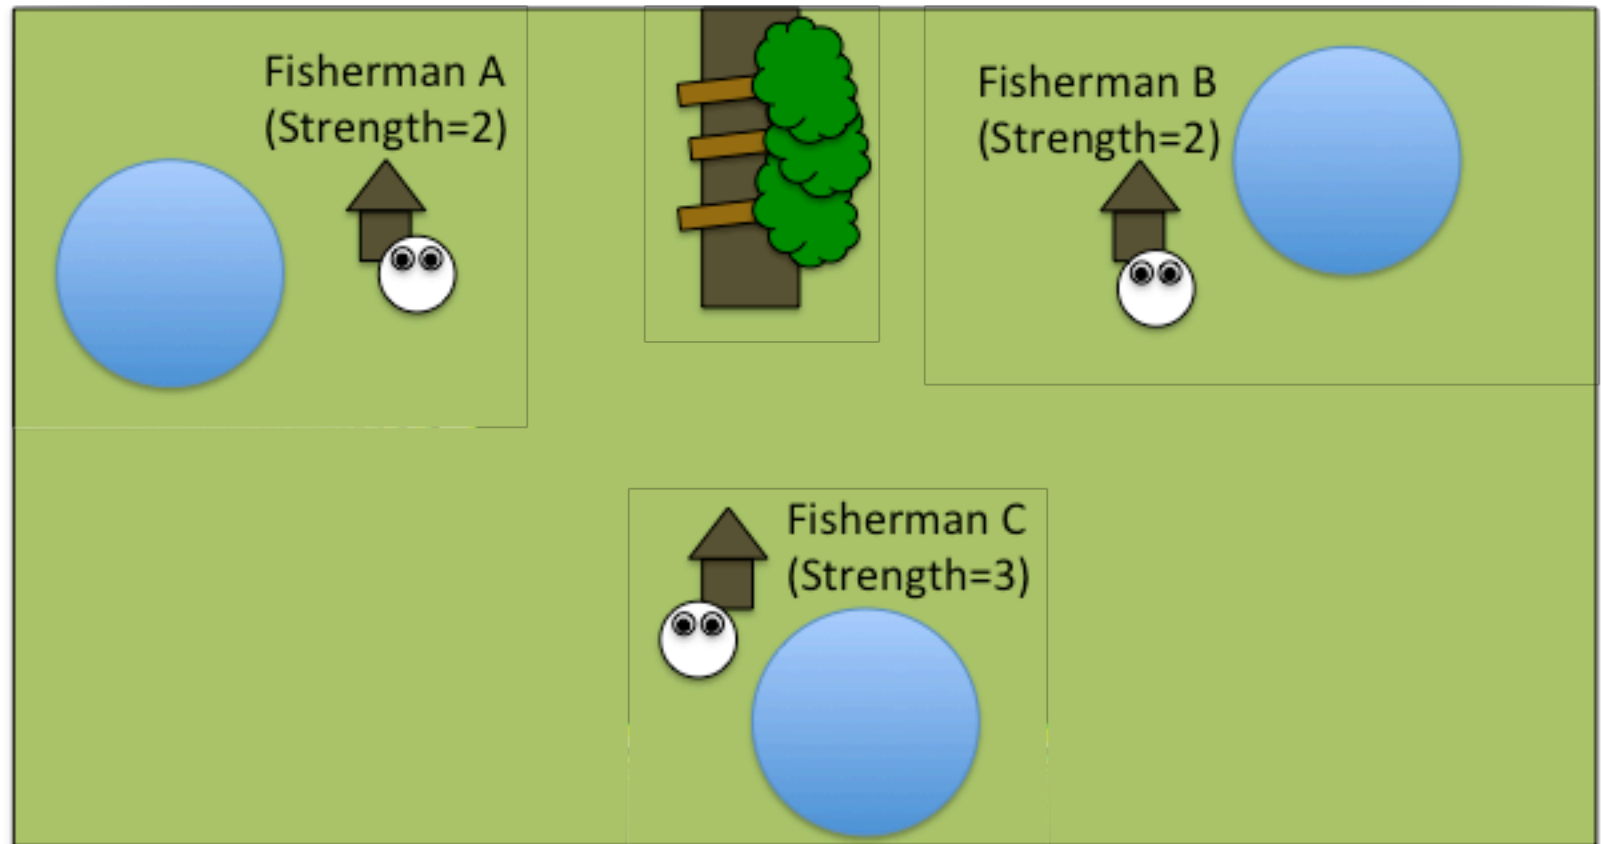 Fisherman A
(Strength=2)
Fisherman B
(Strength=2)
Fisherman C
(Strength=3)